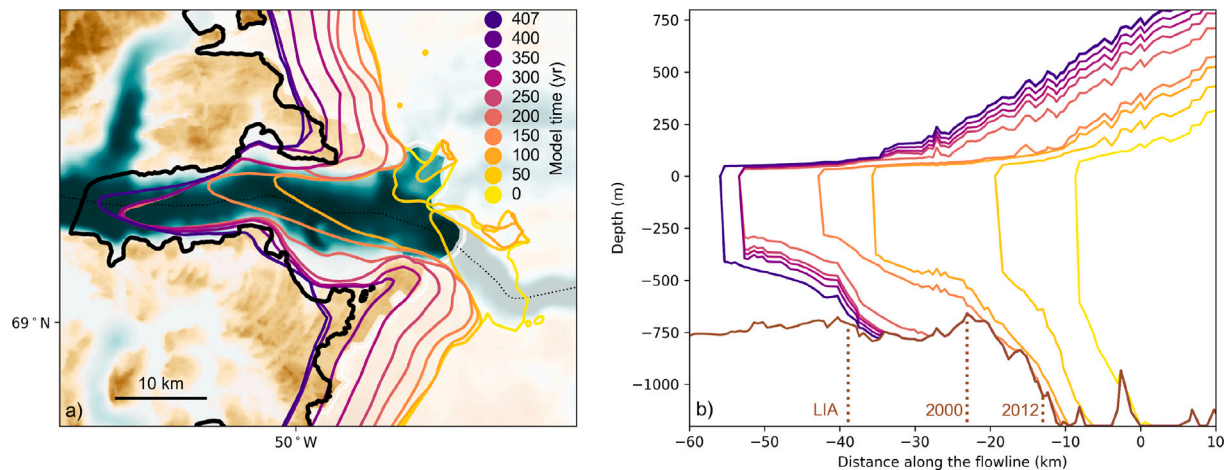 407
400
350
300
250
200
150
100
50
0
Model time (yr)
69°N
10 km
a)
50°W
b)
Depth (m)
750
500
250
0
−250
−500
−750
−1000
LIA
2000
2012
−60 −50 −40 −30 −20 −10 0 10
Distance along the flowline (km)